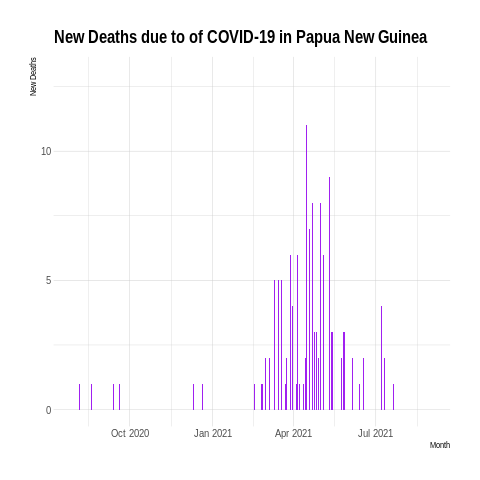 New Deaths due to of COVID-19 in Papua New Guinea
New Deaths
10
5
0
Oct 2020 Jan 2021 Apr 2021 Jul 2021
Month